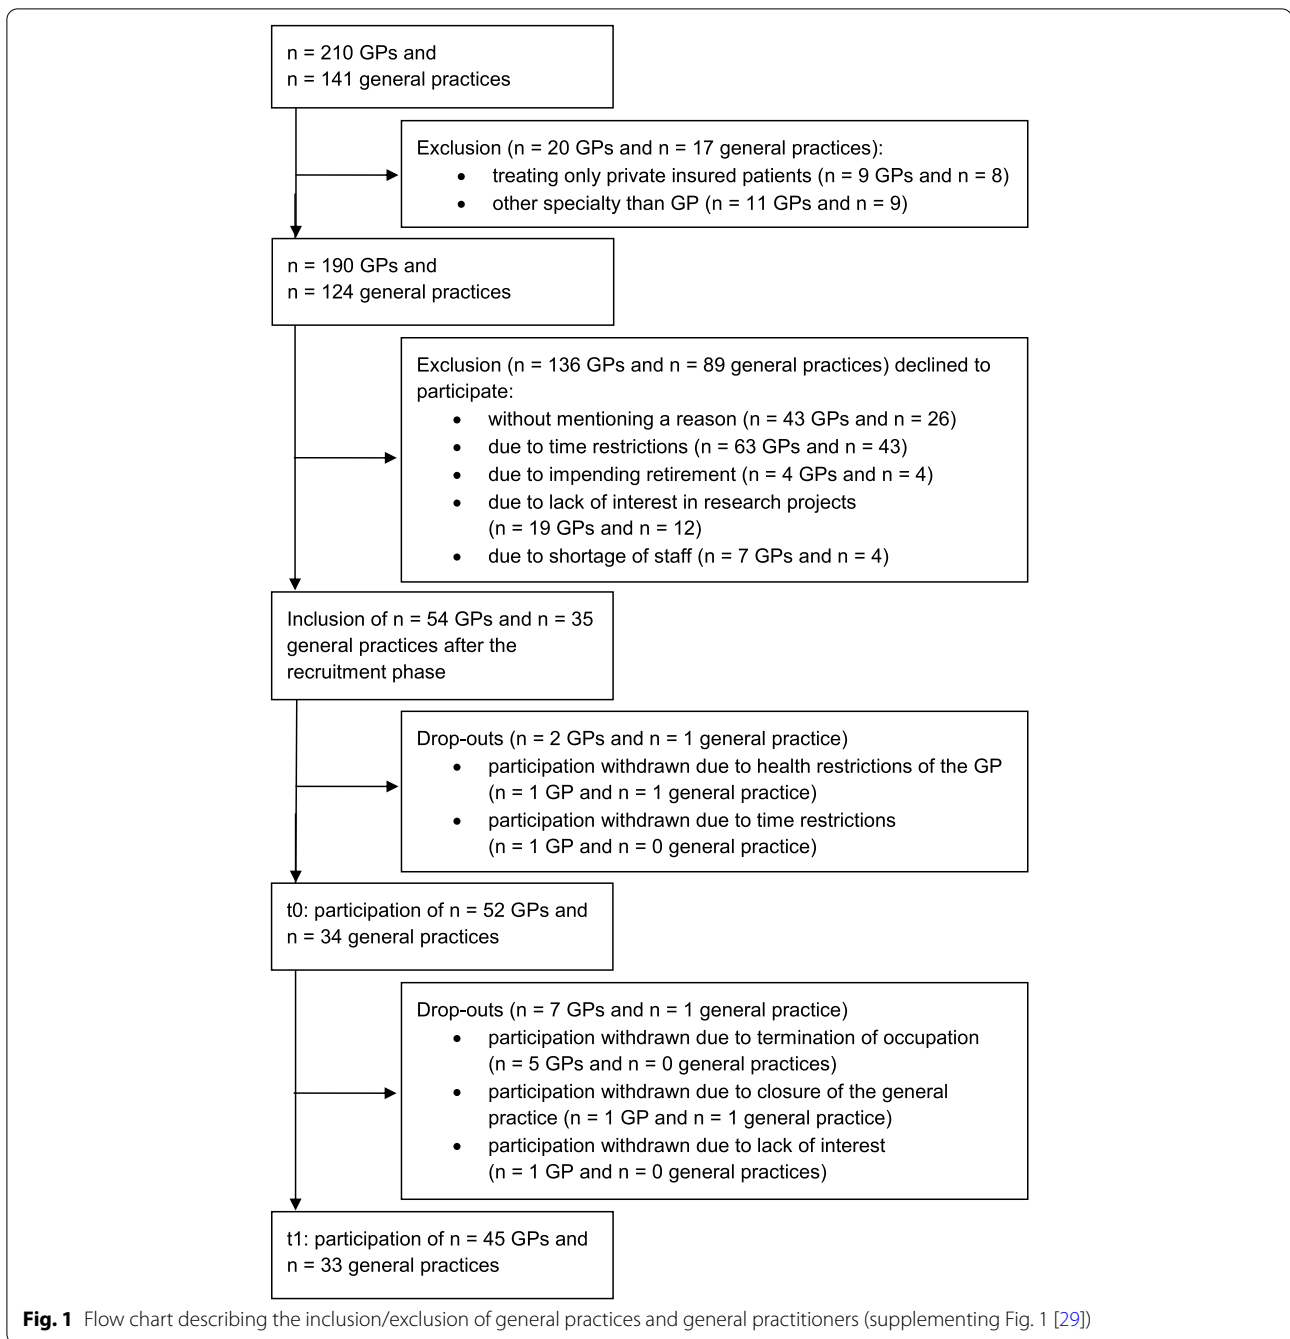 n = 210 GPs and
n = 141 general practices
Exclusion (n = 20 GPs and n = 17 general practices):
• treating only private insured patients (n = 9 GPs and n = 8)
• other specialty than GP (n = 11 GPs and n = 9)
n = 190 GPs and
n = 124 general practices
Exclusion (n = 136 GPs and n = 89 general practices) declined to
participate:
• without mentioning a reason (n = 43 GPs and n = 26)
• due to time restrictions (n = 63 GPs and n = 43)
• due to impending retirement (n = 4 GPs and n = 4)
• due to lack of interest in research projects
(n = 19 GPs and n = 12)
• due to shortage of staff (n = 7 GPs and n = 4)
Inclusion of n = 54 GPs and n = 35
general practices after the
recruitment phase
Drop-outs (n = 2 GPs and n = 1 general practice)
• participation withdrawn due to health restrictions of the GP
(n = 1 GP and n = 1 general practice)
• participation withdrawn due to time restrictions
(n = 1 GP and n = 0 general practice)
t0: participation of n = 52 GPs and
n = 34 general practices
Drop-outs (n = 7 GPs and n = 1 general practice)
• participation withdrawn due to termination of occupation
(n = 5 GPs and n = 0 general practices)
• participation withdrawn due to closure of the general
practice (n = 1 GP and n = 1 general practice)
• participation withdrawn due to lack of interest
(n = 1 GP and n = 0 general practices)
t1: participation of n = 45 GPs and
n = 33 general practices
Fig. 1 Flow chart describing the inclusion/exclusion of general practices and general practitioners (supplementing Fig. 1 [29])